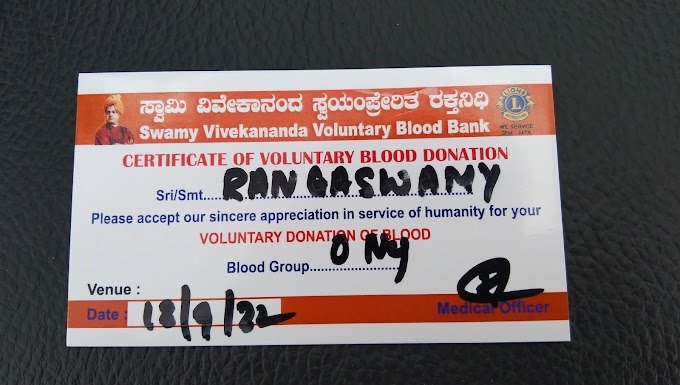 ಸ್ವಾಮಿ ವಿವೇಕಾನಂದ ಸ್ವಯಂಪ್ರೇರಿತ ರಕ್ತನಿಧಿ
Swamy Vivekananda Voluntary Blood Bank
CERTIFICATE OF VOLUNTARY BLOOD DONATION
Sri/Smt.....RANGASWAMY
Please accept our sincere appreciation in service of humanity for your
VOLUNTARY DONATION OF BLOOD
Blood Group.....O
Venue :
Date : 18/9/22 Medical Officer